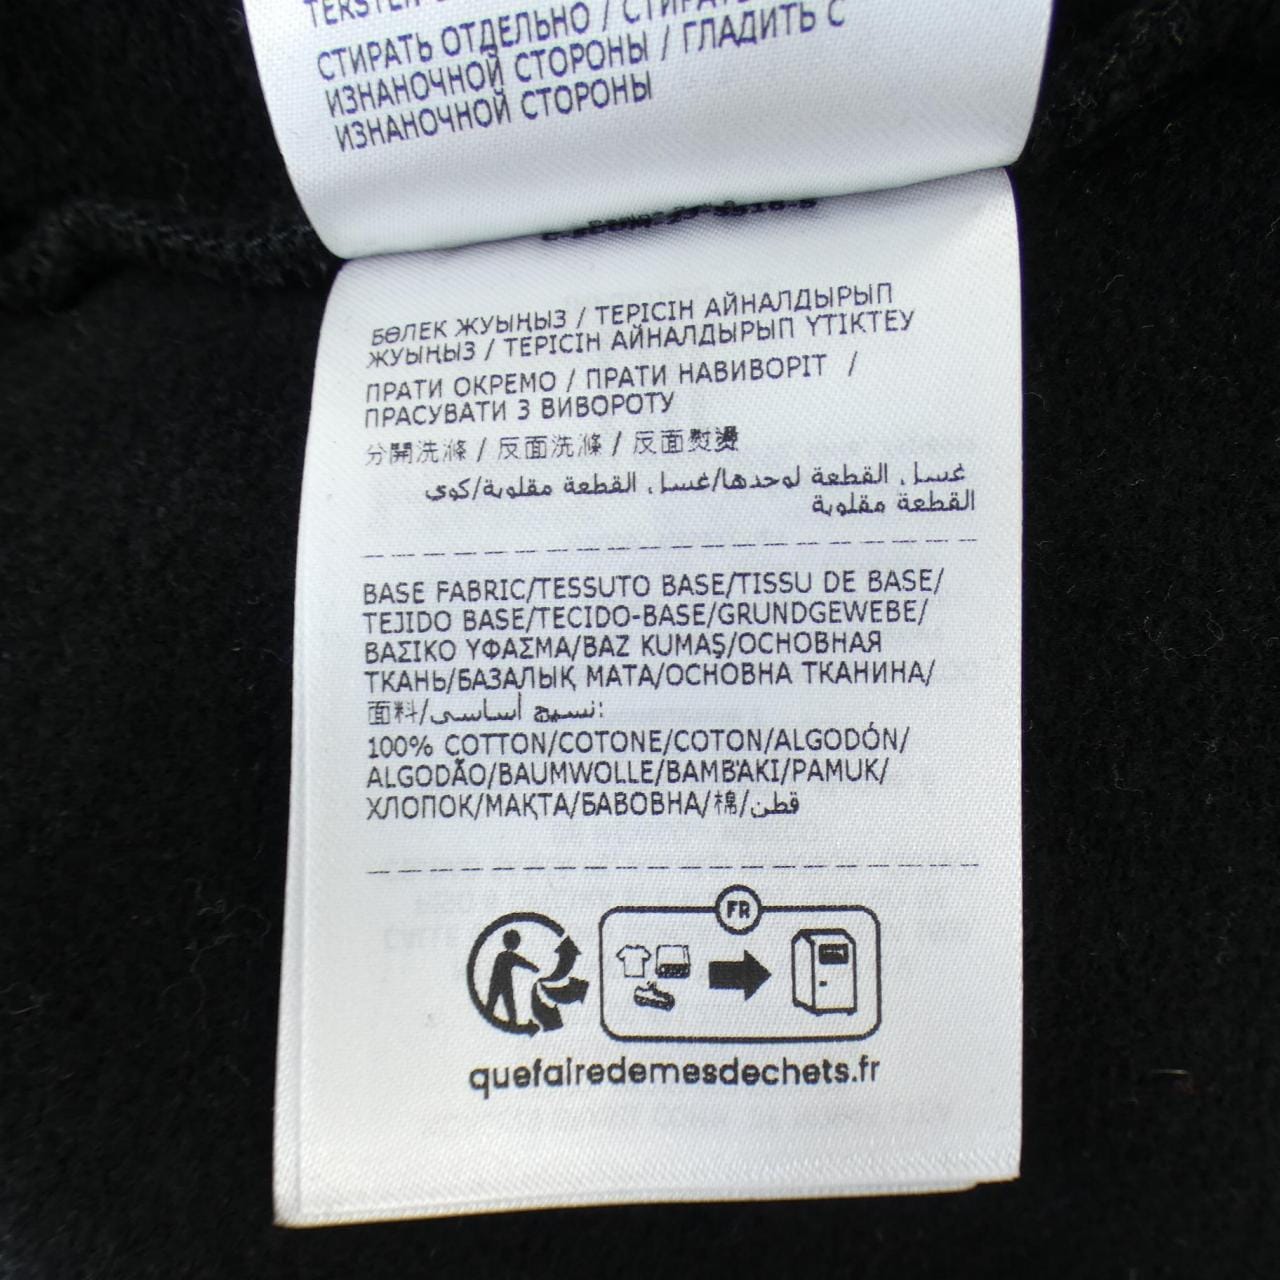 СТИРАТЬ ОТДЕЛЬНО / СТИРАТЬ
ИЗНАНОЧНОЙ СТОРОНЫ / ГЛАДИТЬ С
ИЗНАНОЧНОЙ СТОРОНЫ
БӨЛЕК ЖУЫҢЫЗ / ТЕРІСІН АЙНАЛДЫРЫП
ЖУЫҢЫЗ / ТЕРІСІН АЙНАЛДЫРЫП ҮТІКТЕУ
ПРАТИ ОКРЕМО / ПРАТИ НАВИВОРІТ /
ПРАСУВАТИ З ВИВОРОТУ
分開洗滌 / 反面洗滌 / 反面熨燙
غسل القطعة لوحدها/غسل القطعة مقلوبة/كوي
القطعة مقلوبة
BASE FABRIC/TESSUTO BASE/TISSU DE BASE/
TEJIDO BASE/TECIDO-BASE/GRUNDGEWEBE/
ΒΑΣΙΚΟ ΥΦΑΣΜΑ/BAZ KUMAŞ/ОСНОВНАЯ
ТКАНЬ/БАЗАЛЫҚ МАТА/ОСНОВНА ТКАНИНА/
面料/نسيج أساسي:
100% COTTON/COTONE/COTON/ALGODÓN/
ALGODÃO/BAUMWOLLE/ΒΑΜΒΆΚΙ/PAMUK/
ХЛОПОК/МАҚТА/БАВОВНА/棉/قطن
FR
quefairedemesdechets.fr